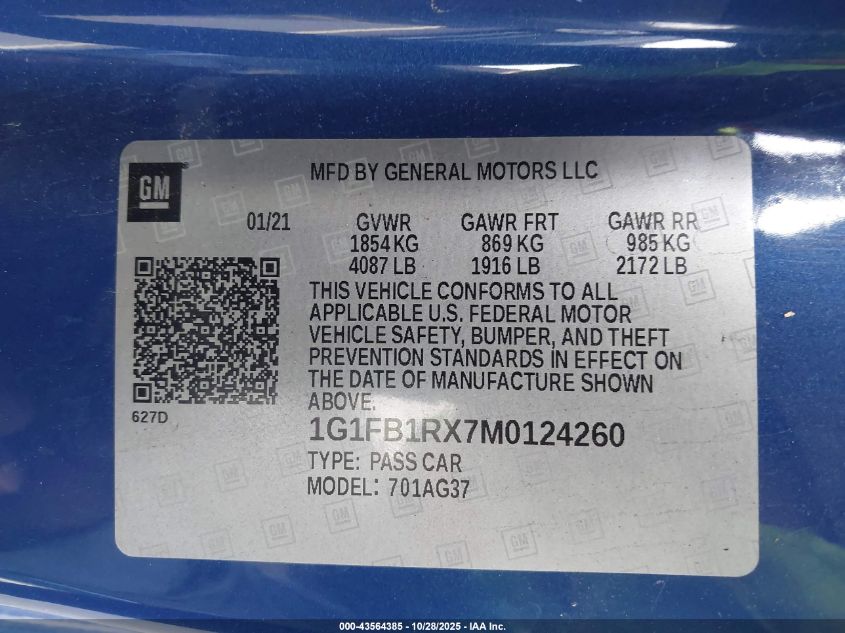 GM
MFD BY GENERAL MOTORS LLC
01/21 GVWR GAWR FRT GAWR RR
1854 KG 869 KG 985 KG
4087 LB 1916 LB 2172 LB
THIS VEHICLE CONFORMS TO ALL
APPLICABLE U.S. FEDERAL MOTOR
VEHICLE SAFETY, BUMPER, AND THEFT
PREVENTION STANDARDS IN EFFECT ON
THE DATE OF MANUFACTURE SHOWN
ABOVE.
627D
1G1FB1RX7M0124260
TYPE: PASS CAR
MODEL: 701AG37
000-43564385 - 10/28/2025 - IAA Inc.